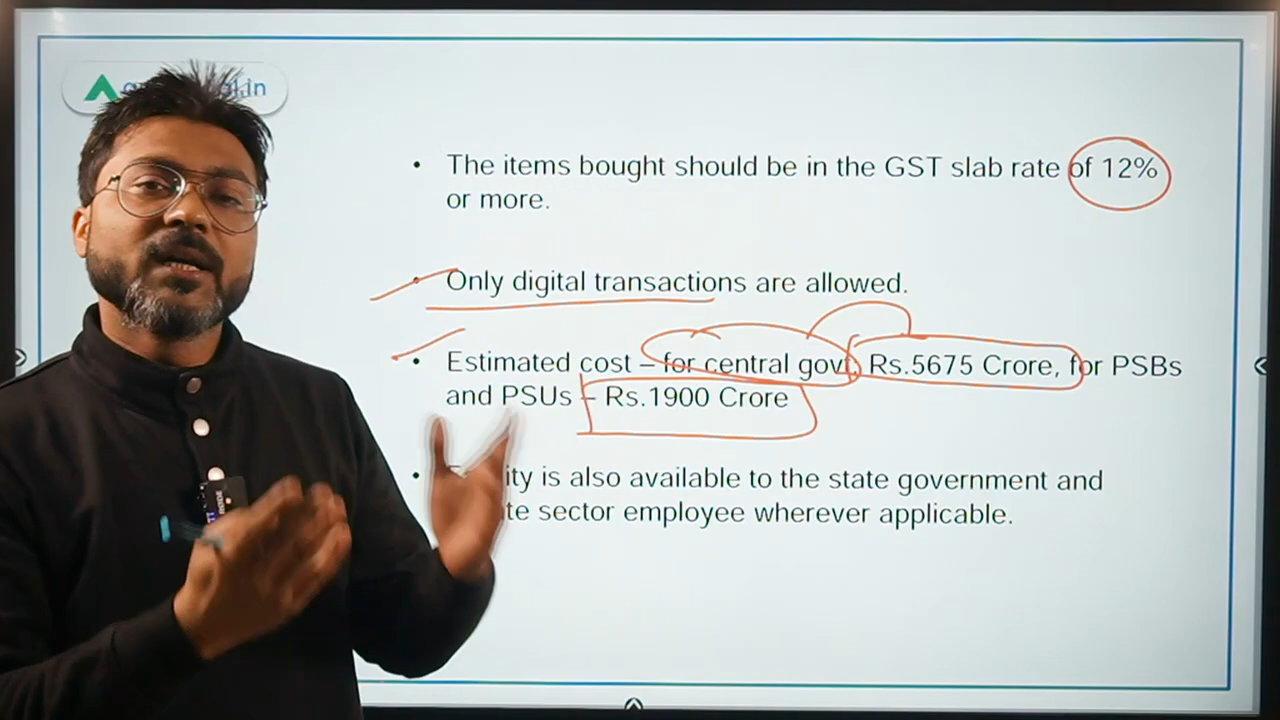 The items bought should be in the GST slab rate of 12%
or more.
Only digital transactions are allowed.
Estimated cost – for central govt. Rs.5675 Crore, for PSBs
and PSUs – Rs.1900 Crore
is also available to the state government and
sector employee wherever applicable.